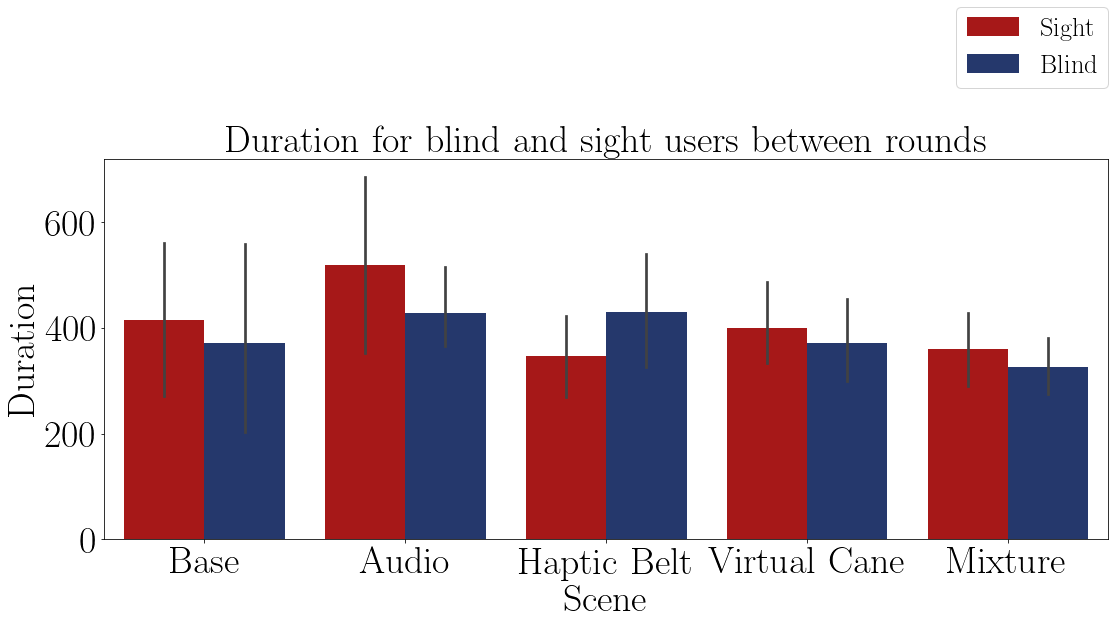 Sight
Blind
Duration for blind and sight users between rounds
Duration
600
400
200
0
Base Audio Haptic Belt Virtual Cane Mixture
Scene